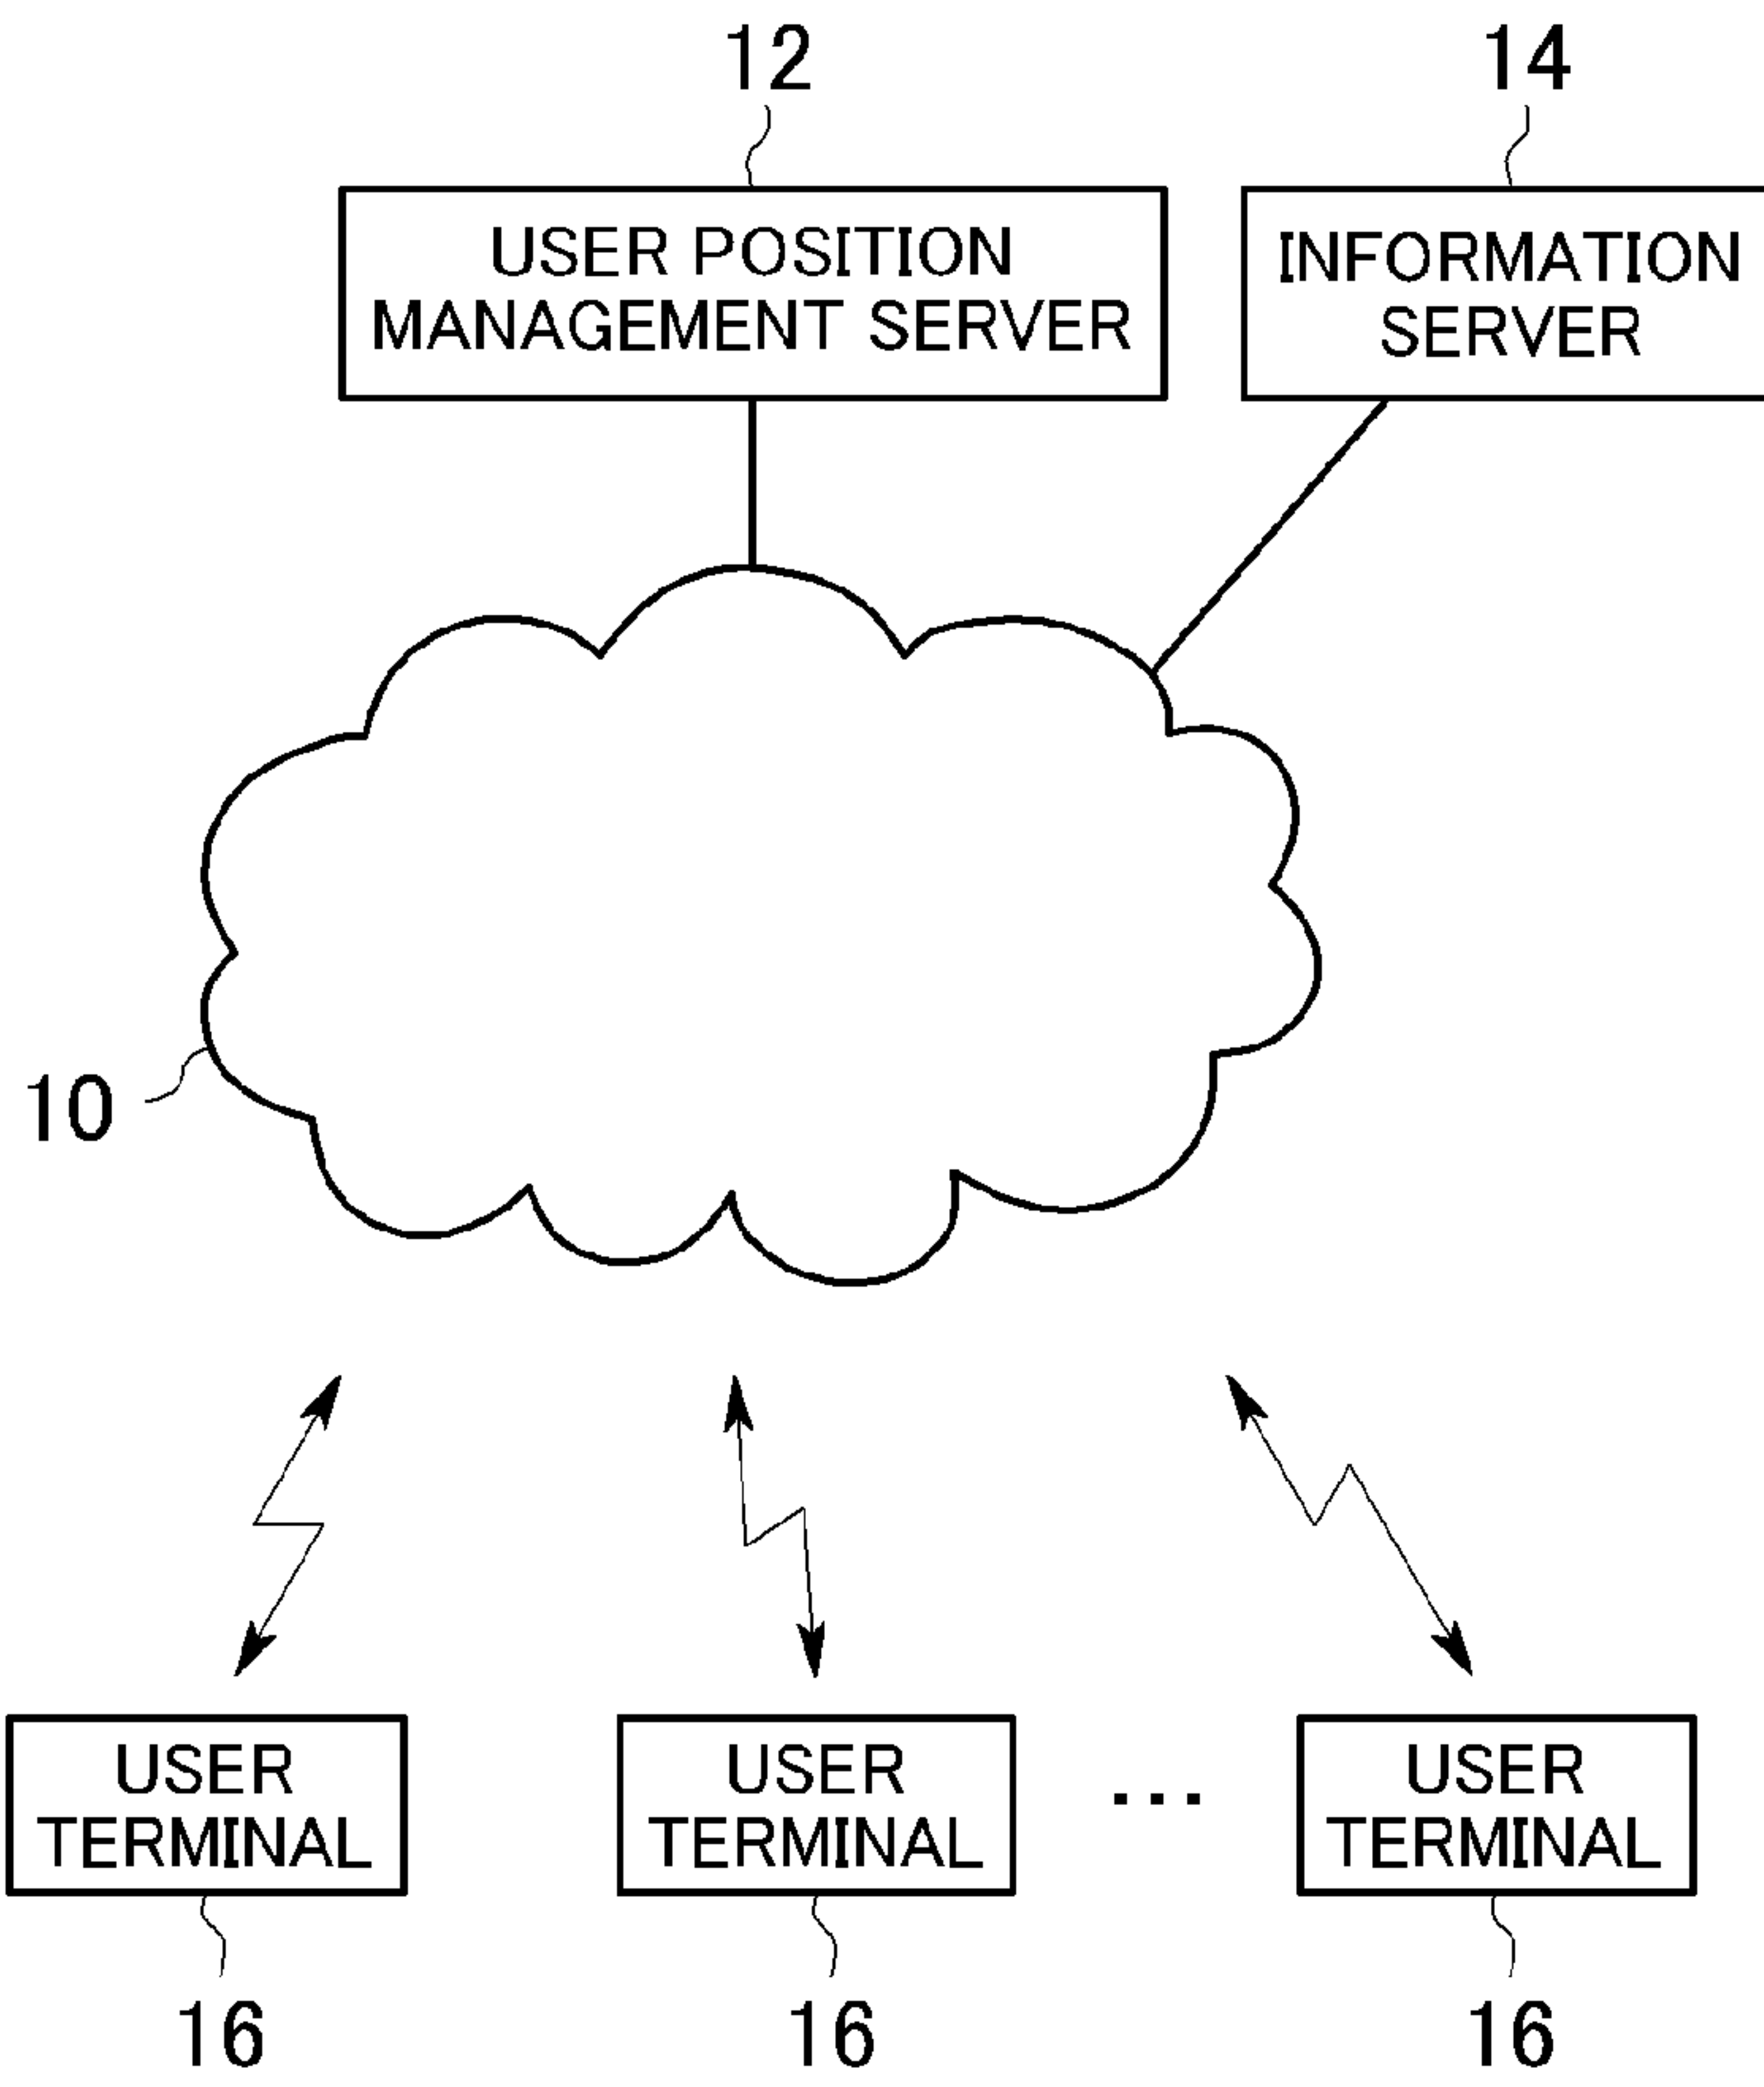 12
14
USER POSITION
MANAGEMENT SERVER
INFORMATION
SERVER
10
USER
TERMINAL
USER
TERMINAL
...
USER
TERMINAL
16
16
16